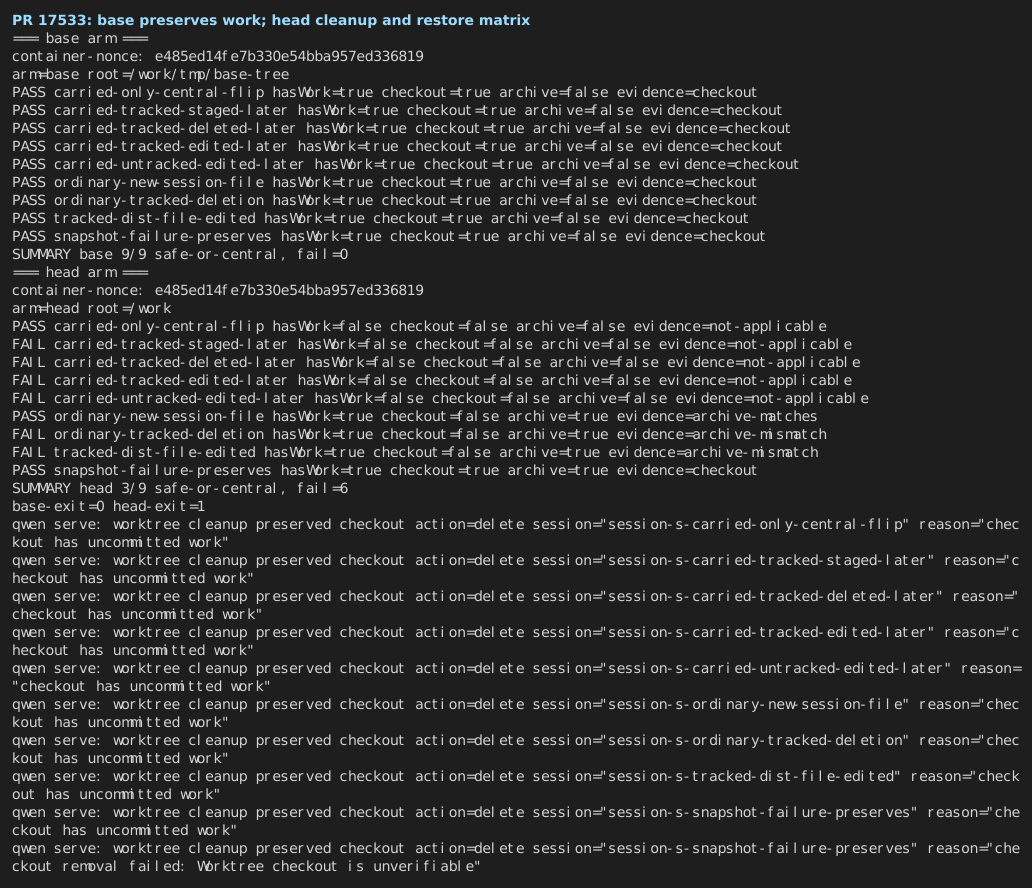 PR 17533: base preserves work; head cleanup and restore matrix
=== base arm ===
container-nonce: e485ed14fe7b330e54bba957ed336819
arm=base root=/work/tmp/base-tree
PASS carried-only-central-flip hasWork=true checkout=true archive=false evidence=checkout
PASS carried-tracked-staged-later hasWork=true checkout=true archive=false evidence=checkout
PASS carried-tracked-deleted-later hasWork=true checkout=true archive=false evidence=checkout
PASS carried-tracked-edited-later hasWork=true checkout=true archive=false evidence=checkout
PASS carried-untracked-edited-later hasWork=true checkout=true archive=false evidence=checkout
PASS ordinary-new-session-file hasWork=true checkout=true archive=false evidence=checkout
PASS ordinary-tracked-deletion hasWork=true checkout=true archive=false evidence=checkout
PASS tracked-dist-file-edited hasWork=true checkout=true archive=false evidence=checkout
PASS snapshot-failure-preserves hasWork=true checkout=true archive=false evidence=checkout
SUMMARY base 9/9 safe-or-central, fail=0
=== head arm ===
container-nonce: e485ed14fe7b330e54bba957ed336819
arm=head root=/work
PASS carried-only-central-flip hasWork=false checkout=false archive=false evidence=not-applicable
FAIL carried-tracked-staged-later hasWork=false checkout=false archive=false evidence=not-applicable
FAIL carried-tracked-deleted-later hasWork=false checkout=false archive=false evidence=not-applicable
FAIL carried-tracked-edited-later hasWork=false checkout=false archive=false evidence=not-applicable
FAIL carried-untracked-edited-later hasWork=false checkout=false archive=false evidence=not-applicable
PASS ordinary-new-session-file hasWork=true checkout=false archive=true evidence=archive-matches
FAIL ordinary-tracked-deletion hasWork=true checkout=false archive=true evidence=archive-mismatch
FAIL tracked-dist-file-edited hasWork=true checkout=false archive=true evidence=archive-mismatch
PASS snapshot-failure-preserves hasWork=true checkout=true archive=true evidence=checkout
SUMMARY head 3/9 safe-or-central, fail=6
base-exit=0 head-exit=1
qwen serve: worktree cleanup preserved checkout action=delete session="session-s-carried-only-central-flip" reason="chec
kout has uncommitted work"
qwen serve: worktree cleanup preserved checkout action=delete session="session-s-carried-tracked-staged-later" reason="c
heckout has uncommitted work"
qwen serve: worktree cleanup preserved checkout action=delete session="session-s-carried-tracked-deleted-later" reason="
checkout has uncommitted work"
qwen serve: worktree cleanup preserved checkout action=delete session="session-s-carried-tracked-edited-later" reason="c
heckout has uncommitted work"
qwen serve: worktree cleanup preserved checkout action=delete session="session-s-carried-untracked-edited-later" reason=
"checkout has uncommitted work"
qwen serve: worktree cleanup preserved checkout action=delete session="session-s-ordinary-new-session-file" reason="chec
kout has uncommitted work"
qwen serve: worktree cleanup preserved checkout action=delete session="session-s-ordinary-tracked-deletion" reason="chec
kout has uncommitted work"
qwen serve: worktree cleanup preserved checkout action=delete session="session-s-tracked-dist-file-edited" reason="check
out has uncommitted work"
qwen serve: worktree cleanup preserved checkout action=delete session="session-s-snapshot-failure-preserves" reason="che
ckout has uncommitted work"
qwen serve: worktree cleanup preserved checkout action=delete session="session-s-snapshot-failure-preserves" reason="che
ckout removal failed: Worktree checkout is unverifiable"